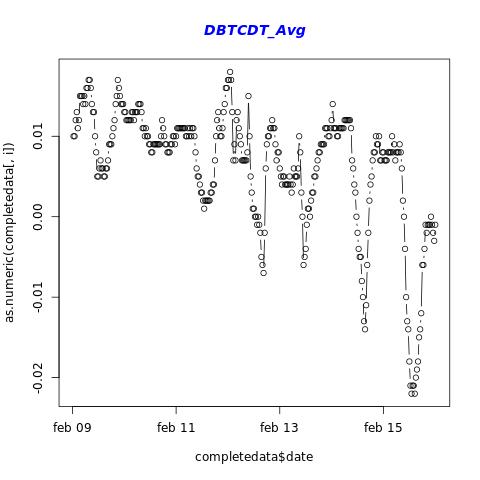 DBTCDT_Avg
as.numeric(completedata[, i])
0.01
0.00
-0.01
-0.02
feb 09
feb 11
feb 13
feb 15
completedata$date